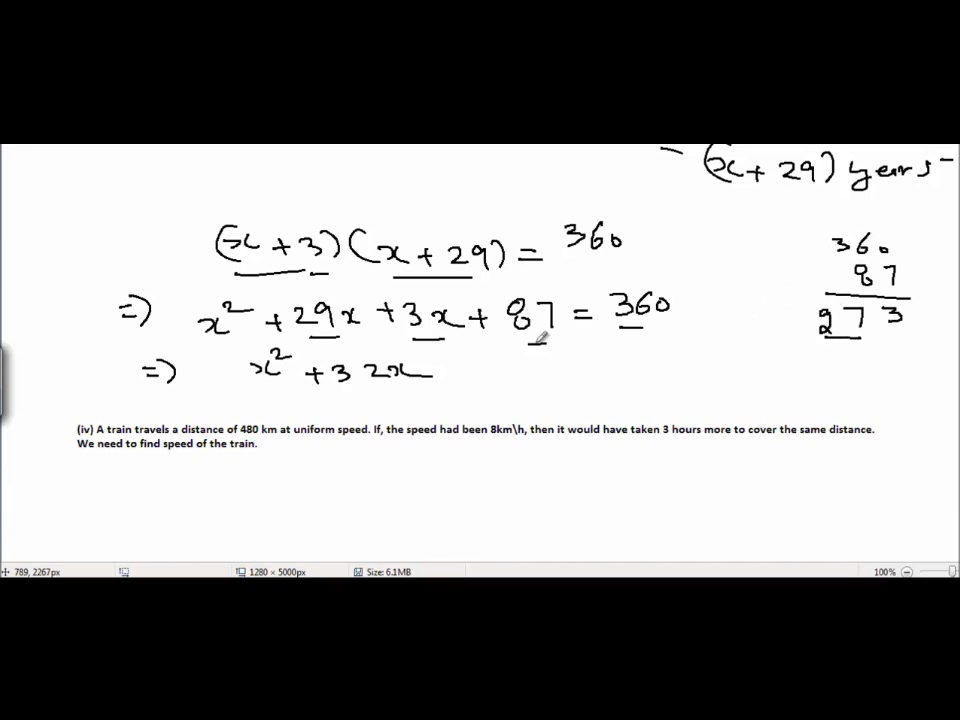 - (x + 29) years -
(x + 3) (x + 29) = 360
360
87
273
=) x² + 29x + 3x + 87 = 360
=) x² + 32x
(iv) A train travels a distance of 480 km at uniform speed. If, the speed had been 8km\h, then it would have taken 3 hours more to cover the same distance.
We need to find speed of the train.
789, 2267px 1280 × 5000px Size: 6.1MB 100%